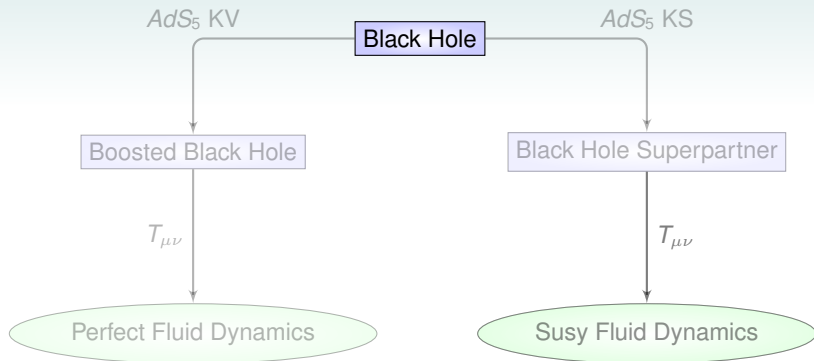 AdS₅ KV
Black Hole
AdS₅ KS
Boosted Black Hole
Black Hole Superpartner
Tμν
Tμν
Perfect Fluid Dynamics
Susy Fluid Dynamics